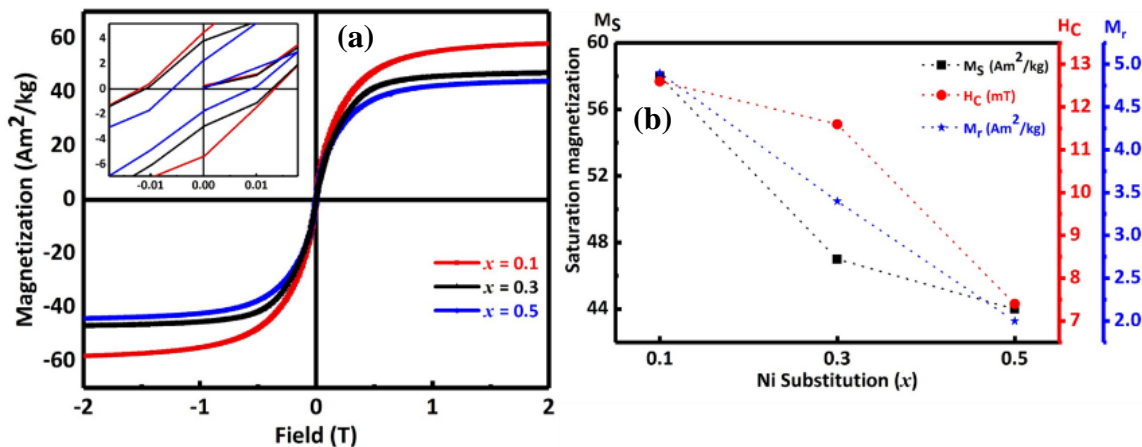 (a)
Magnetization (Am²/kg)
60
40
20
0
-20
-40
-60
4
2
0
-2
-4
-6
-0.01 0.00 0.01
x = 0.1
x = 0.3
x = 0.5
-2 -1 0 1 2
Field (T)
(b)
M_S
Saturation magnetization
60
56
52
48
44
M_S (Am²/kg)
H_C (mT)
M_r (Am²/kg)
0.1 0.3 0.5
Ni Substitution (x)
H_C
13
12
11
10
9
8
7
M_r
5.0
4.5
4.0
3.5
3.0
2.5
2.0